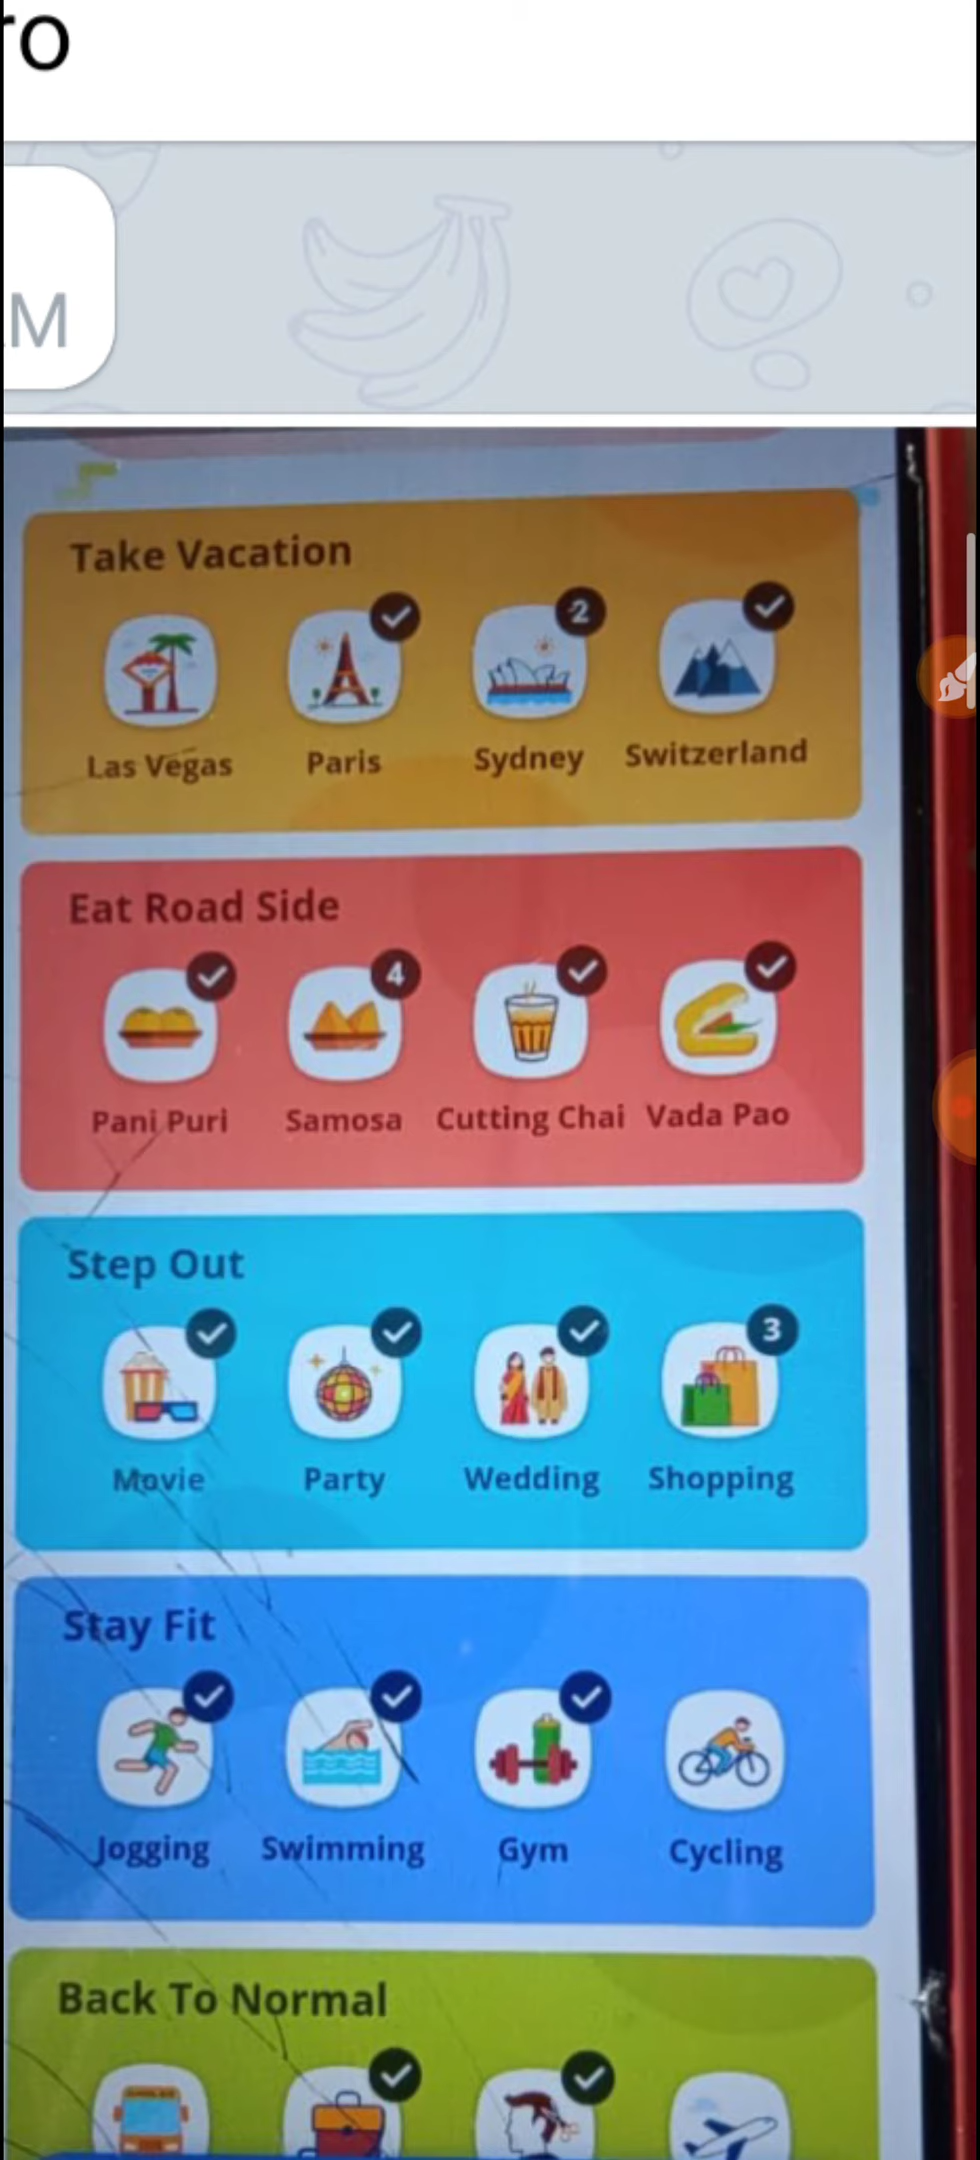 ro
M
Take Vacation
2
Las Vegas Paris Sydney Switzerland
Eat Road Side
4
Pani Puri Samosa Cutting Chai Vada Pao
Step Out
3
Movie Party Wedding Shopping
Stay Fit
Jogging Swimming Gym Cycling
Back To Normal